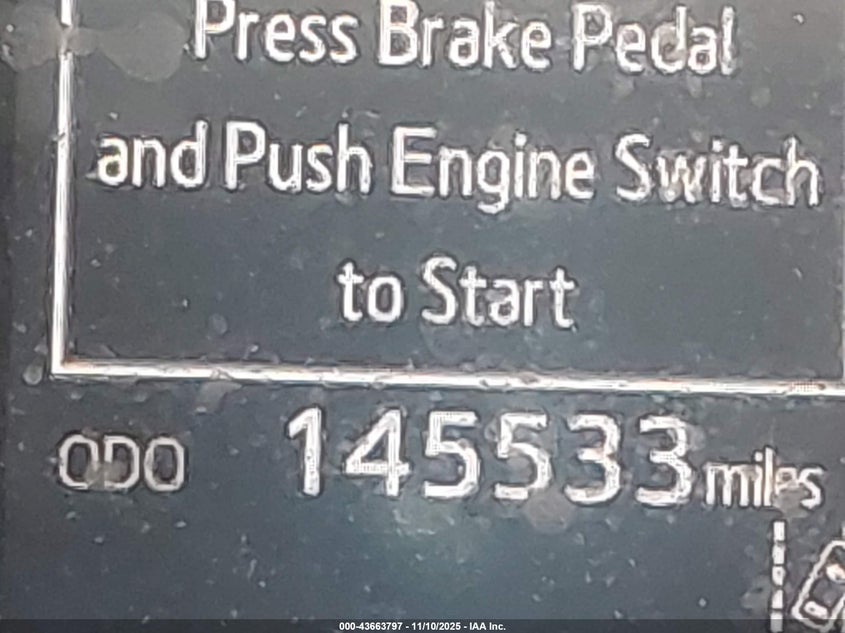 Press Brake Pedal
and Push Engine Switch
to Start
ODO 145533 miles
000-43663797 - 11/10/2025 - IAA Inc.